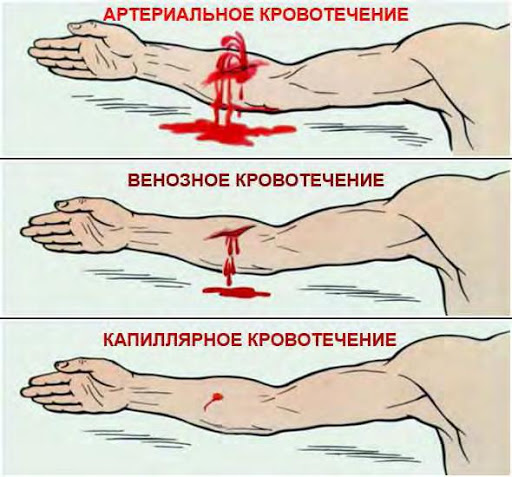 АРТЕРИАЛЬНОЕ КРОВОТЕЧЕНИЕ
ВЕНОЗНОЕ КРОВОТЕЧЕНИЕ
КАПИЛЛЯРНОЕ КРОВОТЕЧЕНИЕ